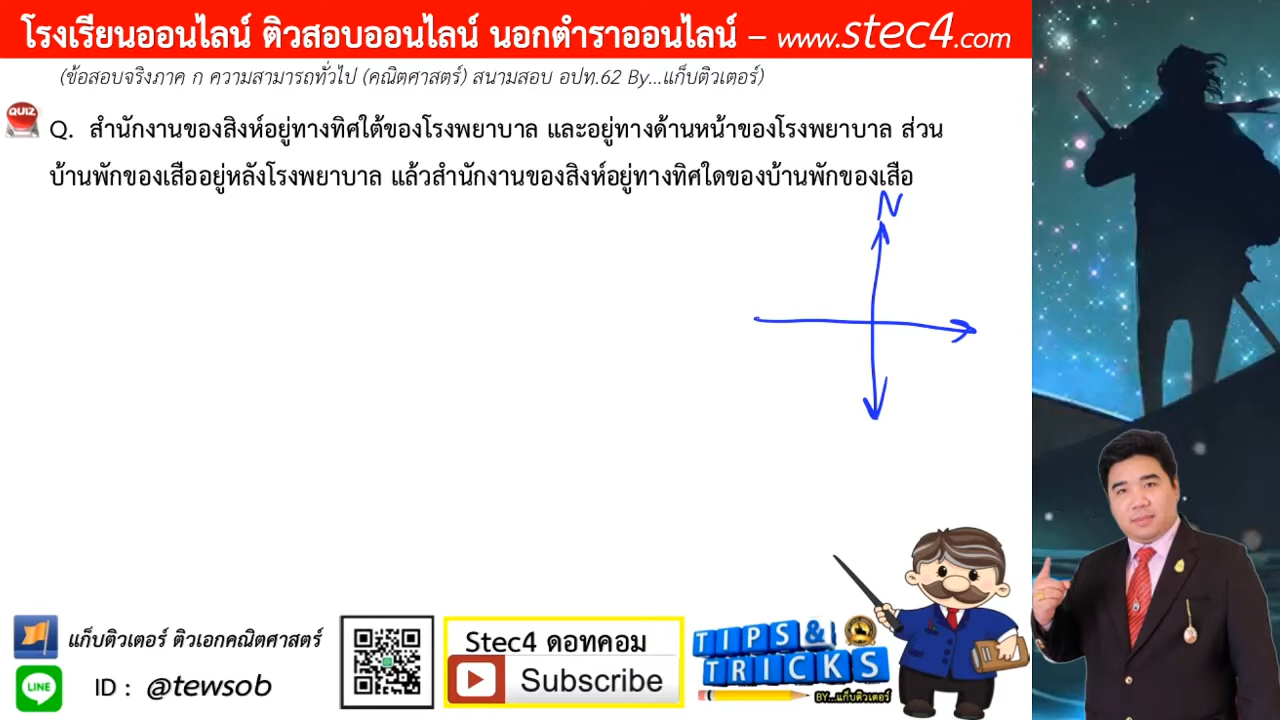 โรงเรียนออนไลน์ ติวสอบออนไลน์ นอกตำราออนไลน์ – www.stec4.com
(ข้อสอบจริงภาค ก ความสามารถทั่วไป (คณิตศาสตร์) สนามสอบ อปท.62 By...แก็บติวเตอร์)
QUIZ
Q. สำนักงานของสิงห์อยู่ทางทิศใต้ของโรงพยาบาล และอยู่ทางด้านหน้าของโรงพยาบาล ส่วน
บ้านพักของเสืออยู่หลังโรงพยาบาล แล้วสำนักงานของสิงห์อยู่ทางทิศใดของบ้านพักของเสือ
N
แก็บติวเตอร์ ติวเอกคณิตศาสตร์
LINE
ID : @tewsob
Stec4 ดอทคอม
Subscribe
TIPS &
TRICKS
BY...แก็บติวเตอร์